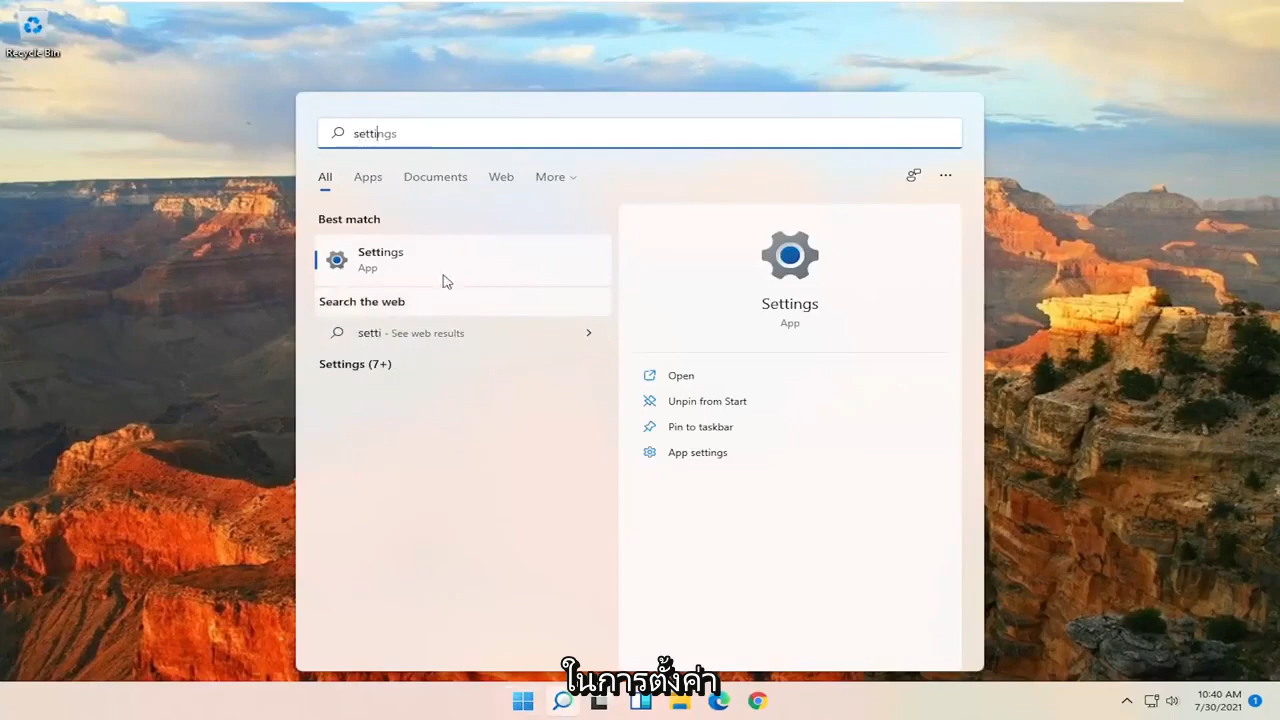 Recycle Bin
settings
All Apps Documents Web More
Best match
Settings
App
Search the web
setti - See web results
Settings (7+)
Settings
App
Open
Unpin from Start
Pin to taskbar
App settings
ในการตั้งค่า
10:40 AM
7/30/2021
1